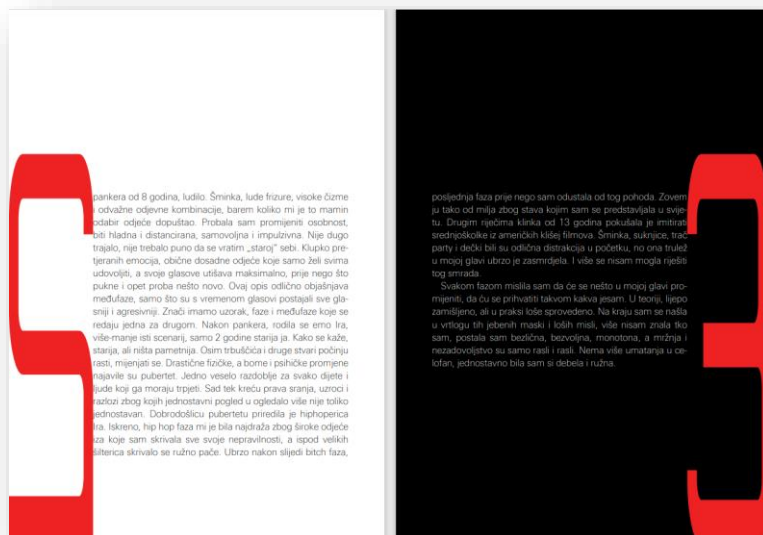 S
pankera od 8 godina, ludilo. Šminka, lude frizure, visoke čizme
i odvažne odjevne kombinacije, barem koliko mi je to mamin
odabir odjeće dopuštao. Probala sam promijeniti osobnost,
biti hladna i distancirana, samovoljna i impulzivna. Nije dugo
trajalo, nije trebalo puno da se vratim „staroj" sebi. Klupko pre-
tjeranih emocija, obične dosadne odjeće koje samo želi svima
udovoljiti, a svoje glasove utišava maksimalno, prije nego što
pukne i opet proba nešto novo. Ovaj opis odlično objašnjava
međufaze, samo što su s vremenom glasovi postajali sve gla-
sniji i agresivniji. Znači imamo uzorak, faze i međufaze koje se
redaju jedna za drugom. Nakon pankera, rodila se emo Ira,
više-manje isti scenarij, samo 2 godine starija ja. Kako se kaže,
starija, ali ništa pametnija. Osim trbuščića i druge stvari počinju
rasti, mijenjati se. Drastične fizičke, a bome i psihičke promjene
najavile su pubertet. Jedno veselo razdoblje za svako dijete i
ljude koji ga moraju trpjeti. Sad tek kreću prava sranja, uzroci i
razlozi zbog kojih jednostavni pogled u ogledalo više nije toliko
jednostavan. Dobrodošlicu pubertetu priredila je hiphoperica
Ira. Iskreno, hip hop faza mi je bila najdraža zbog široke odjeće
iza koje sam skrivala sve svoje nepravilnosti, a ispod velikih
šilterica skrivalo se ružno pače. Ubrzo nakon slijedi bitch faza,
posljednja faza prije nego sam odustala od tog pohoda. Zovem
ju tako od milja zbog stava kojim sam se predstavljala u svije-
tu. Drugim riječima klinka od 13 godina pokušala je imitirati
srednjoškolke iz američkih klišej filmova. Šminka, suknjice, trač
party i dečki bili su odlična distrakcija u početku, no ona trulež
u mojoj glavi ubrzo je zasmrdjela. I više se nisam mogla riješiti
tog smrada.
Svakom fazom mislila sam da će se nešto u mojoj glavi pro-
mijeniti, da ću se prihvatiti takvom kakva jesam. U teoriji, lijepo
zamišljeno, ali u praksi loše sprovedeno. Na kraju sam se našla
u vrtlogu tih jebenih maski i loših misli, više nisam znala tko
sam, postala sam bezlična, bezvoljna, monotona, a mržnja i
nezadovoljstvo su samo rasli i rasli. Nema više umatanja u ce-
lofan, jednostavno bila sam si debela i ružna.
3